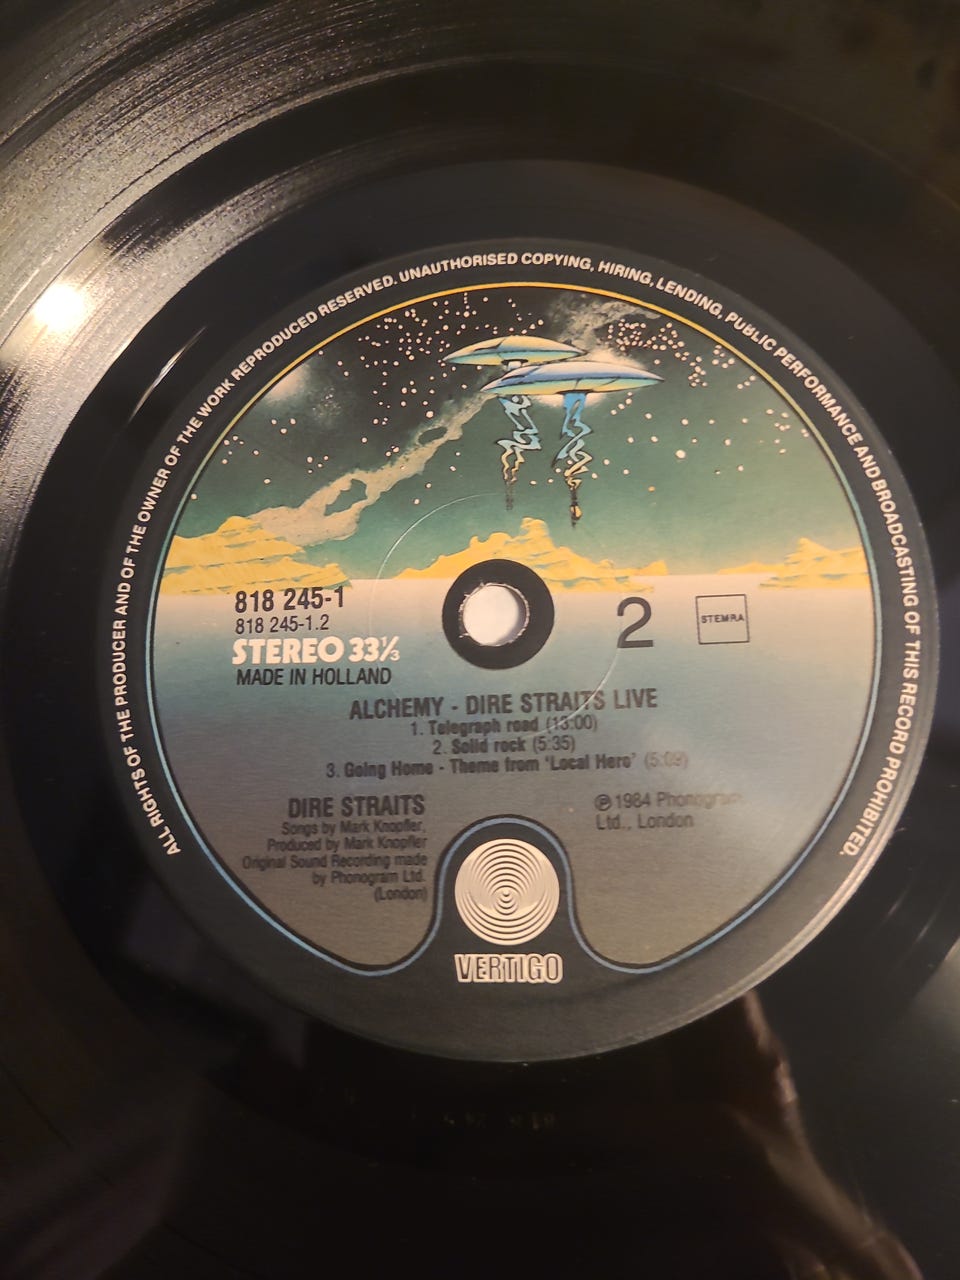 ALL RIGHTS OF THE PRODUCER AND OF THE OWNER OF THE WORK REPRODUCED RESERVED. UNAUTHORISED COPYING, HIRING, LENDING, PUBLIC PERFORMANCE AND BROADCASTING OF THIS RECORD PROHIBITED.
818 245-1
818 245-1.2
STEREO 33⅓
MADE IN HOLLAND
2
STEMRA
ALCHEMY - DIRE STRAITS LIVE
1. Telegraph road (13:00)
2. Solid rock (5:35)
3. Going Home - Theme from 'Local Hero' (5:09)
DIRE STRAITS
Songs by Mark Knopfler,
Produced by Mark Knopfler
Original Sound Recording made
by Phonogram Ltd.
(London)
℗ 1984 Phonogram
Ltd., London
VERTIGO